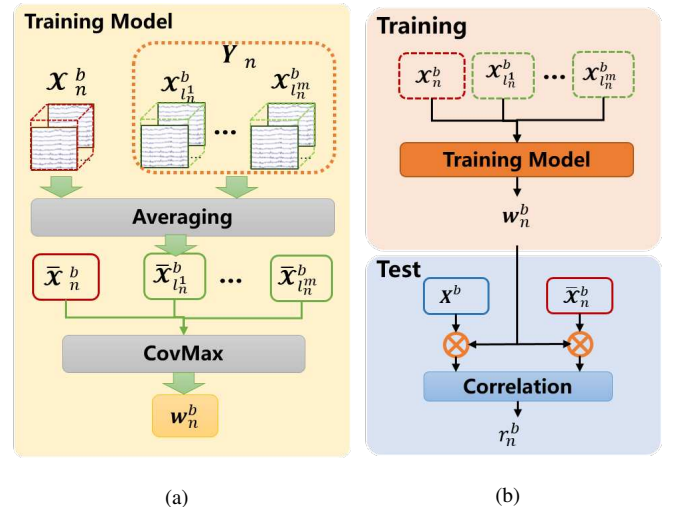 Training Model
Y n
𝒳 b n
𝒳 b l 1 n
𝒳 b l m n
...
...
...
...
Averaging
𝒳̄ b n
𝒳̄ b l 1 n
...
𝒳̄ b l m n
CovMax
w b n
(a)
Training
𝒳 b n
𝒳 b l 1 n
...
𝒳 b l m n
Training Model
w b n
Test
X b
𝒳̄ b n
Correlation
r b n
(b)